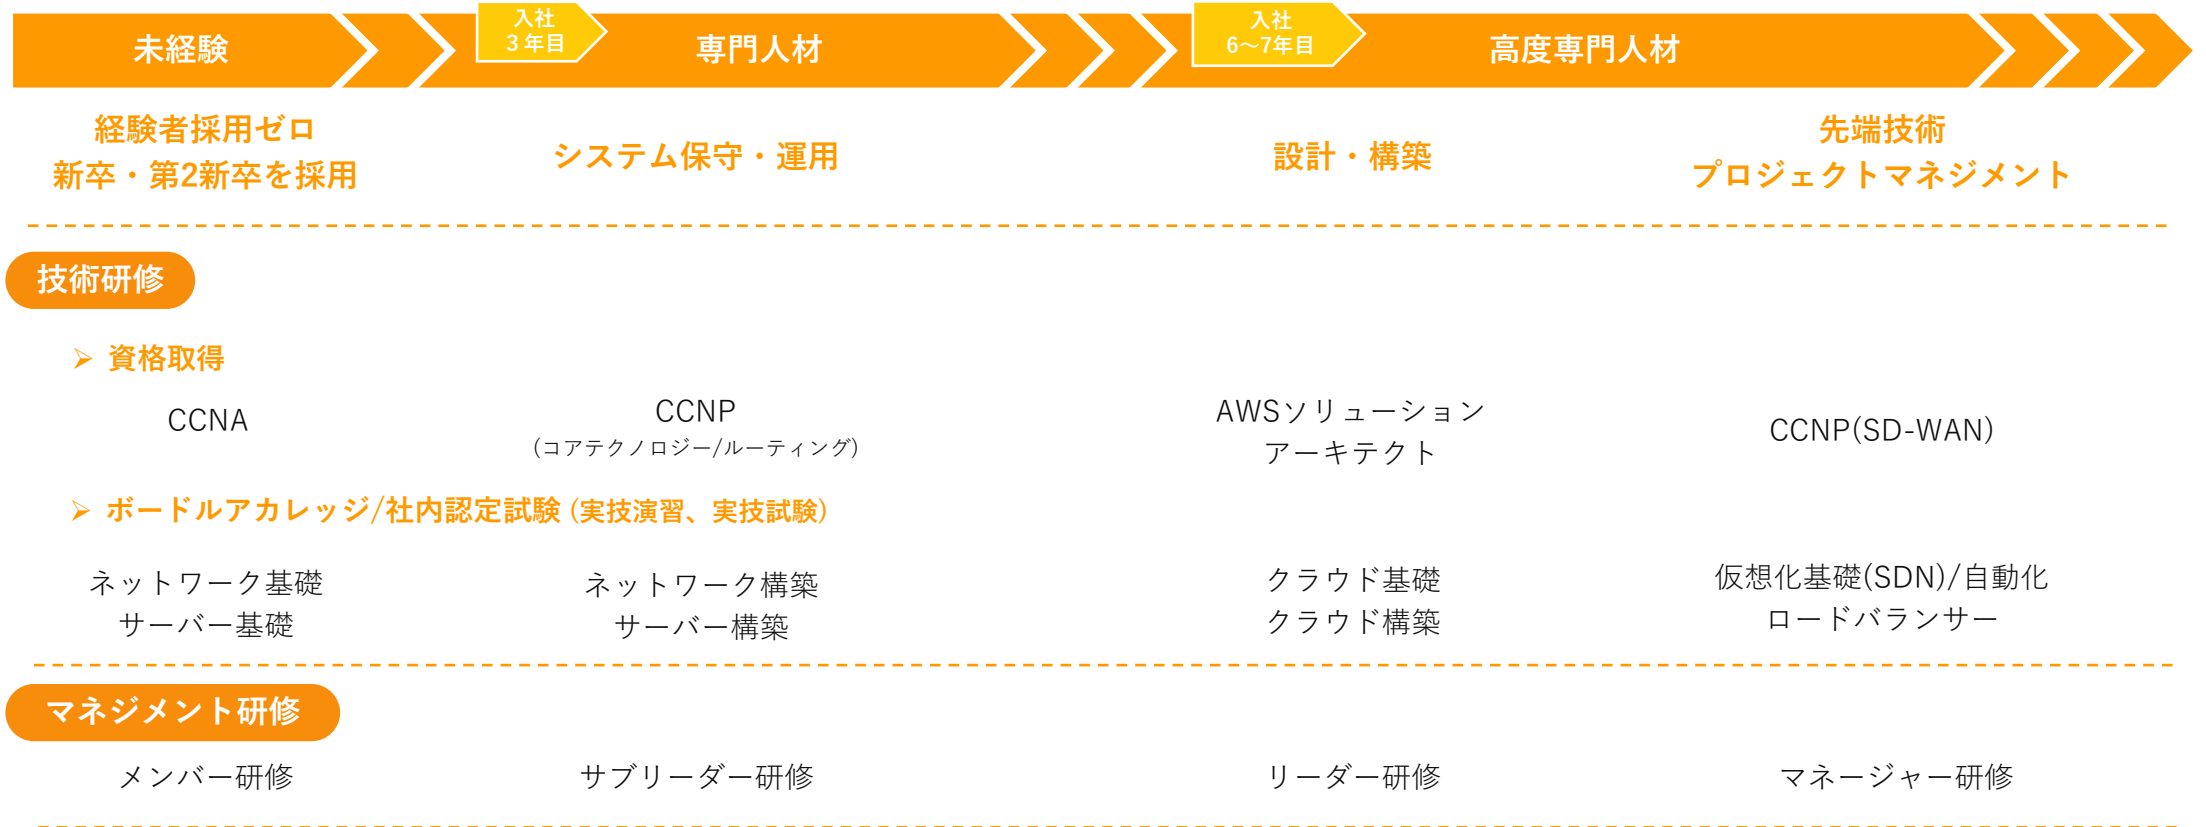 未経験
入社
３年目
専門人材
入社
6～7年目
高度専門人材
経験者採用ゼロ
新卒・第2新卒を採用
システム保守・運用
設計・構築
先端技術
プロジェクトマネジメント
技術研修
➢ 資格取得
CCNA
CCNP
(コアテクノロジー/ルーティング)
AWSソリューション
アーキテクト
CCNP(SD-WAN)
➢ ボードルアカレッジ/社内認定試験 (実技演習、実技試験)
ネットワーク基礎
サーバー基礎
ネットワーク構築
サーバー構築
クラウド基礎
クラウド構築
仮想化基礎(SDN)/自動化
ロードバランサー
マネジメント研修
メンバー研修
サブリーダー研修
リーダー研修
マネージャー研修